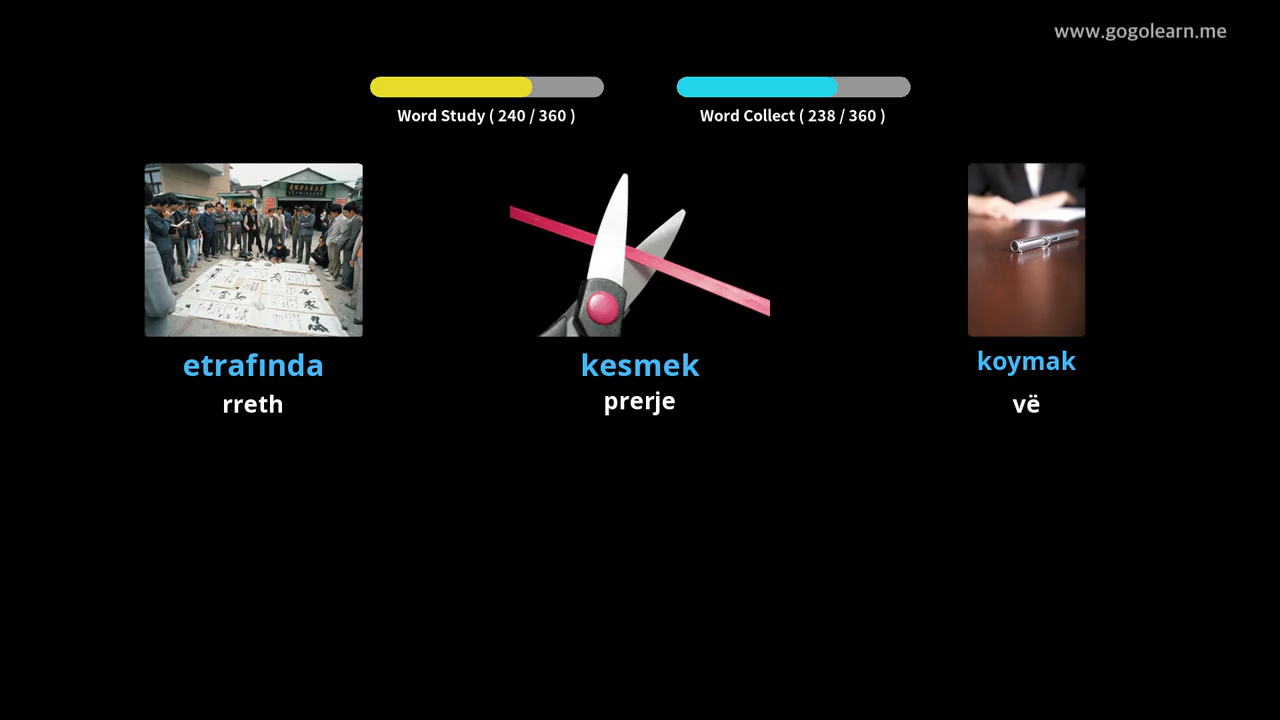 www.gogolearn.me
Word Study ( 240 / 360 )
Word Collect ( 238 / 360 )
etrafında
rreth
kesmek
prerje
koymak
vë